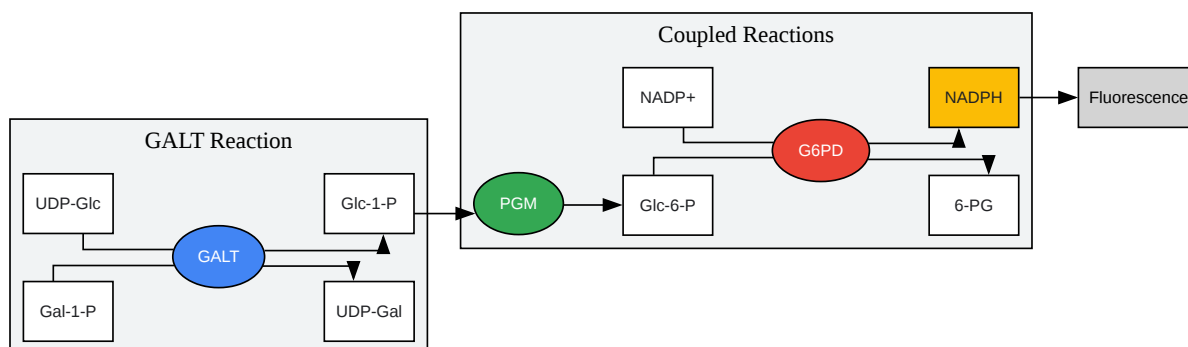 Coupled Reactions
NADP+
NADPH
Fluorescence
G6PD
GALT Reaction
UDP-Glc
Glc-1-P
PGM
Glc-6-P
6-PG
GALT
Gal-1-P
UDP-Gal